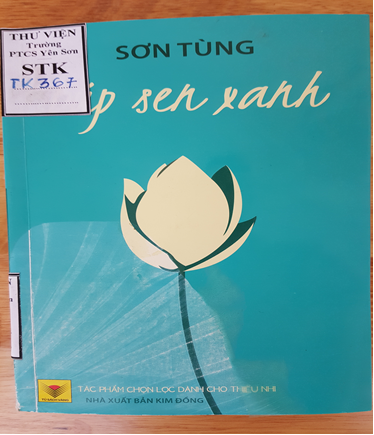 THƯ VIỆN
Trường
PTCS Yên Sơn
STK
TK 367
SƠN TÙNG
úp sen xanh
TÁC PHẨM CHỌN LỌC DÀNH CHO THIẾU NHI
NHÀ XUẤT BẢN KIM ĐỒNG